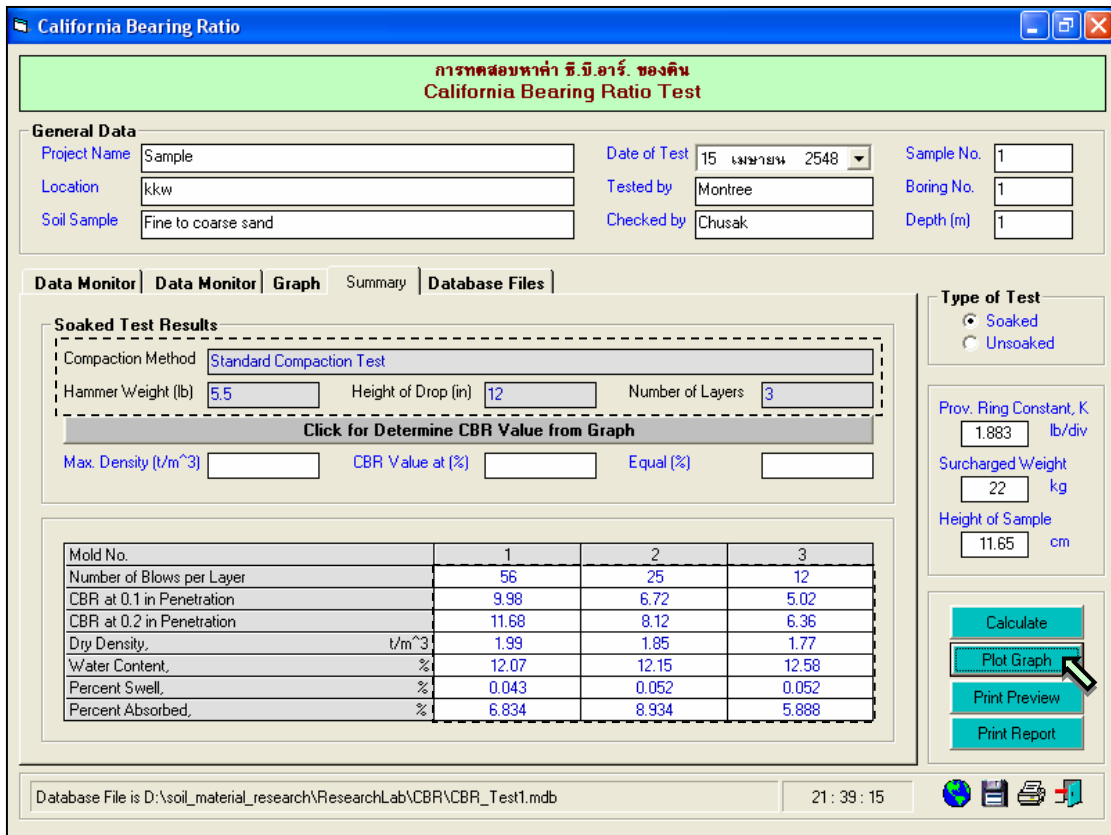 California Bearing Ratio
การทดสอบหาค่า ซี.บี.อาร์. ของดิน
California Bearing Ratio Test
General Data
Project Name Sample Date of Test 15 เมษายน 2548 Sample No. 1
Location kkw Tested by Montree Boring No. 1
Soil Sample Fine to coarse sand Checked by Chusak Depth (m) 1
Data Monitor Data Monitor Graph Summary Database Files
Soaked Test Results
Compaction Method Standard Compaction Test
Hammer Weight (lb) 5.5 Height of Drop (in) 12 Number of Layers 3
Click for Determine CBR Value from Graph
Max. Density (t/m^3) CBR Value at (%) Equal (%)
Mold No. 1 2 3
Number of Blows per Layer 56 25 12
CBR at 0.1 in Penetration 9.98 6.72 5.02
CBR at 0.2 in Penetration 11.68 8.12 6.36
Dry Density, t/m^3 1.99 1.85 1.77
Water Content, % 12.07 12.15 12.58
Percent Swell, % 0.043 0.052 0.052
Percent Absorbed, % 6.834 8.934 5.888
Type of Test
Soaked
Unsoaked
Prov. Ring Constant, K
1.883 lb/div
Surcharged Weight
22 kg
Height of Sample
11.65 cm
Calculate
Plot Graph
Print Preview
Print Report
Database File is D:\soil_material_research\ResearchLab\CBR\CBR_Test1.mdb 21 : 39 : 15